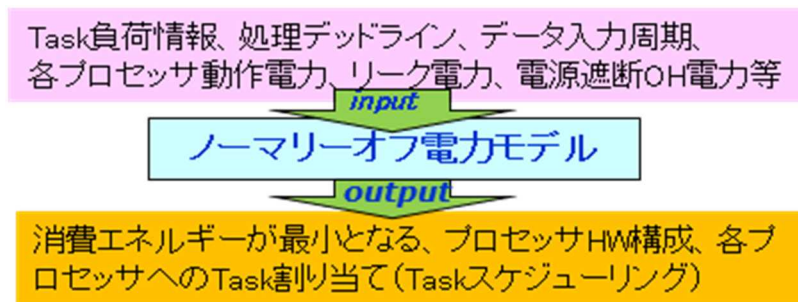 Task負荷情報、処理デッドライン、データ入力周期、
各プロセッサ動作電力、リーク電力、電源遮断OH電力等
input
ノーマリーオフ電力モデル
output
消費エネルギーが最小となる、プロセッサHW構成、各プ
ロセッサへのTask割り当て(Taskスケジューリング)